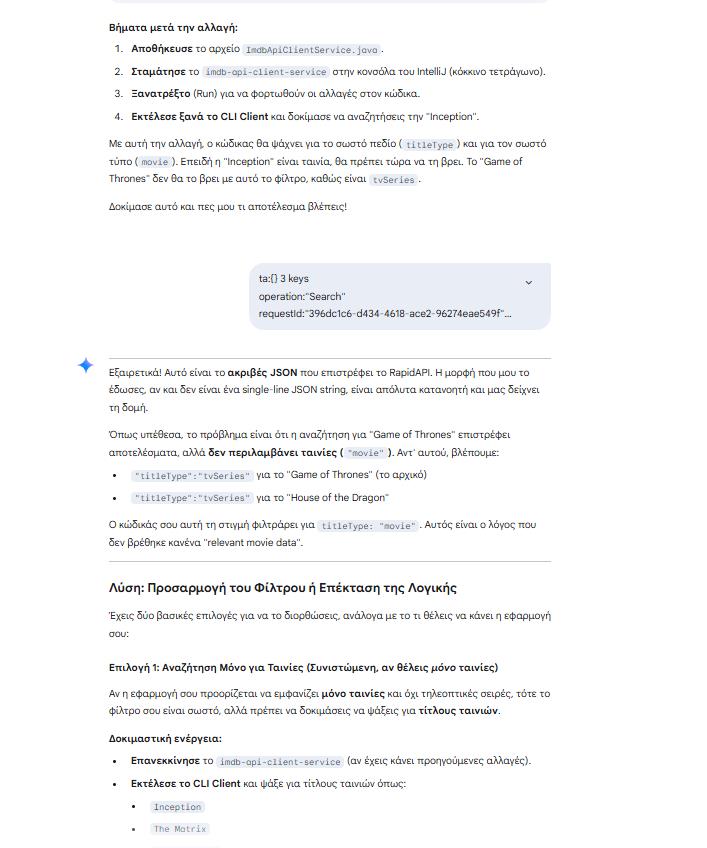 Βήματα μετά την αλλαγή:
1. Αποθήκευσε το αρχείο ImdbApiClientService.java.
2. Σταμάτησε το imdb-api-client-service στην κονσόλα του IntelliJ (κόκκινο τετράγωνο).
3. Ξανατρέξτο (Run) για να φορτωθούν οι αλλαγές στον κώδικα.
4. Εκτέλεσε ξανά το CLI Client και δοκίμασε να αναζητήσεις την "Inception".
Με αυτή την αλλαγή, ο κώδικας θα ψάχνει για το σωστό πεδίο ( titleType ) και για τον σωστό
τύπο ( movie ). Επειδή η "Inception" είναι ταινία, θα πρέπει τώρα να τη βρει. Το "Game of
Thrones" δεν θα το βρει με αυτό το φίλτρο, καθώς είναι tvSeries .
Δοκίμασε αυτό και πες μου τι αποτέλεσμα βλέπεις!
ta:{} 3 keys
operation:"Search"
requestId:"396dc1c6-d434-4618-ace2-96274eae549f"...
Εξαιρετικά! Αυτό είναι το ακριβές JSON που επιστρέφει το RapidAPI. Η μορφή που μου το
έδωσες, αν και δεν είναι ένα single-line JSON string, είναι απόλυτα κατανοητή και μας δείχνει
τη δομή.
Όπως υπέθεσα, το πρόβλημα είναι ότι η αναζήτηση για "Game of Thrones" επιστρέφει
αποτελέσματα, αλλά δεν περιλαμβάνει ταινίες ( "movie" ). Αντ' αυτού, βλέπουμε:
• "titleType":"tvSeries" για το "Game of Thrones" (το αρχικό)
• "titleType":"tvSeries" για το "House of the Dragon"
Ο κώδικάς σου αυτή τη στιγμή φιλτράρει για titleType: "movie" . Αυτός είναι ο λόγος που
δεν βρέθηκε κανένα "relevant movie data".
Λύση: Προσαρμογή του Φίλτρου ή Επέκταση της Λογικής
Έχεις δύο βασικές επιλογές για να το διορθώσεις, ανάλογα με το τι θέλεις να κάνει η εφαρμογή
σου:
Επιλογή 1: Αναζήτηση Μόνο για Ταινίες (Συνιστώμενη, αν θέλεις μόνο ταινίες)
Αν η εφαρμογή σου προορίζεται να εμφανίζει μόνο ταινίες και όχι τηλεοπτικές σειρές, τότε το
φίλτρο σου είναι σωστό, αλλά πρέπει να δοκιμάσεις να ψάξεις για τίτλους ταινιών.
Δοκιμαστική ενέργεια:
• Επανεκκίνησε το imdb-api-client-service (αν έχεις κάνει προηγούμενες αλλαγές).
• Εκτέλεσε το CLI Client και ψάξε για τίτλους ταινιών όπως:
• Inception
• The Matrix